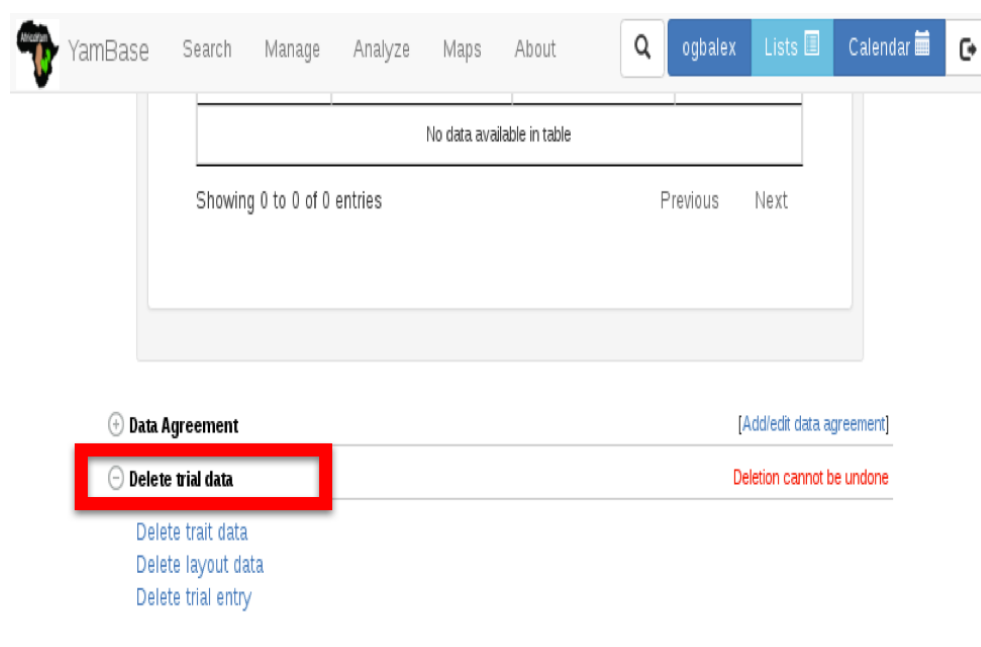 YamBase Search Manage Analyze Maps About ogbalex Lists Calendar
No data available in table
Showing 0 to 0 of 0 entries Previous Next
Data Agreement [Add/edit data agreement]
Delete trial data Deletion cannot be undone
Delete trait data
Delete layout data
Delete trial entry